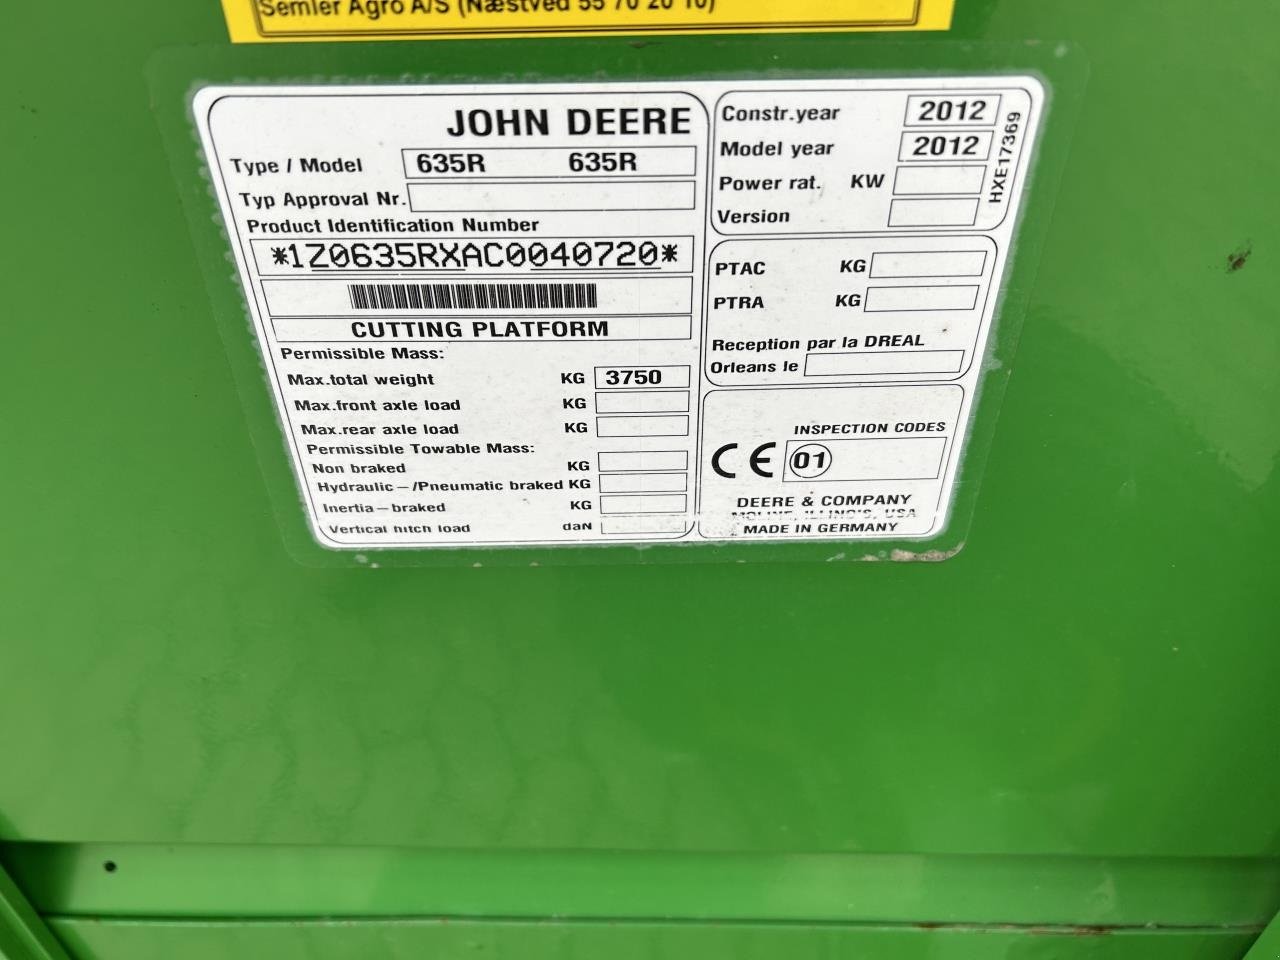 Semler Agro A/S (Næstved 55 70 20 10)
JOHN DEERE
Type / Model 635R 635R
Typ Approval Nr.
Product Identification Number
*1Z0635RXAC0040720*
CUTTING PLATFORM
Permissible Mass:
Max.total weight KG 3750
Max.front axle load KG
Max.rear axle load KG
Permissible Towable Mass:
Non braked KG
Hydraulic-/Pneumatic braked KG
Inertia-braked KG
Vertical hitch load daN
Constr.year 2012
Model year 2012
Power rat. KW
Version
HXE17369
PTAC KG
PTRA KG
Reception par la DREAL
Orleans le
INSPECTION CODES
CE 01
DEERE & COMPANY
MOLINE, ILLINOIS, USA
MADE IN GERMANY